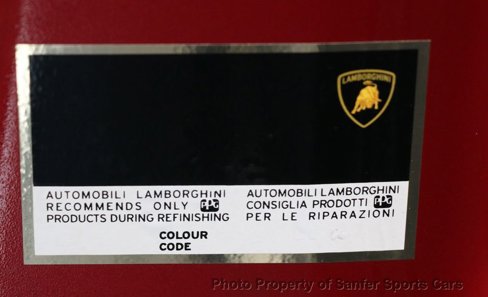 LAMBORGHINI
AUTOMOBILI LAMBORGHINI
RECOMMENDS ONLY PPG
PRODUCTS DURING REFINISHING
AUTOMOBILI LAMBORGHINI
CONSIGLIA PRODOTTI PPG
PER LE RIPARAZIONI
COLOUR
CODE
Photo Property of Sanfer Sports Cars